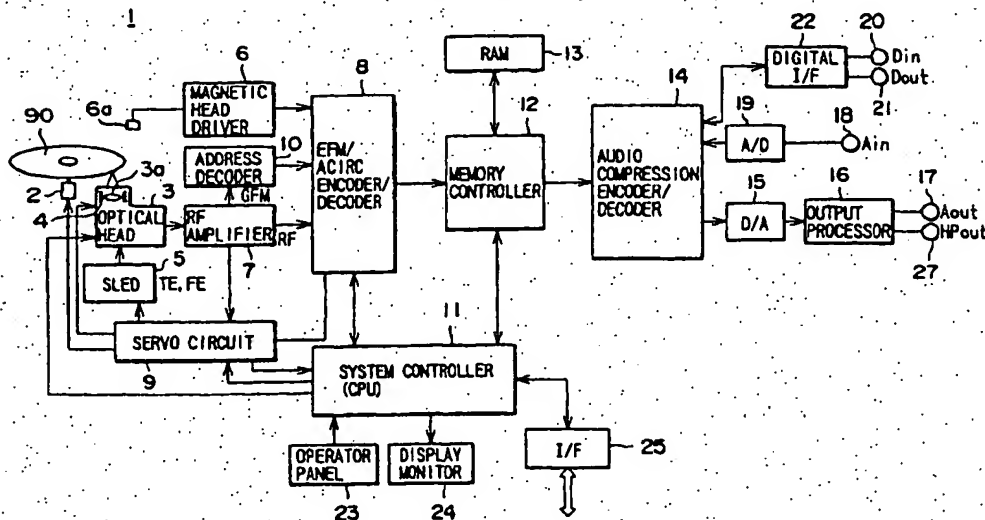 1
6
MAGNETIC
HEAD
DRIVER
6a
90
8
EFM/
ACIRC
ENCODER/
DECODER
10
ADDRESS
DECODER
GFM
2
3a
3
4
OPTICAL
HEAD
RF
AMPLIFIER
RF
7
5
SLED
TE, FE
SERVO CIRCUIT
9
RAM
13
12
MEMORY
CONTROLLER
14
AUDIO
COMPRESSION
ENCODER/
DECODER
22
DIGITAL
I/F
20
Din
Dout
21
19
A/D
18
Ain
15
D/A
16
OUTPUT
PROCESSOR
17
Aout
HPout
27
11
SYSTEM CONTROLLER
(CPU)
OPERATOR
PANEL
23
DISPLAY
MONITOR
24
I/F
25